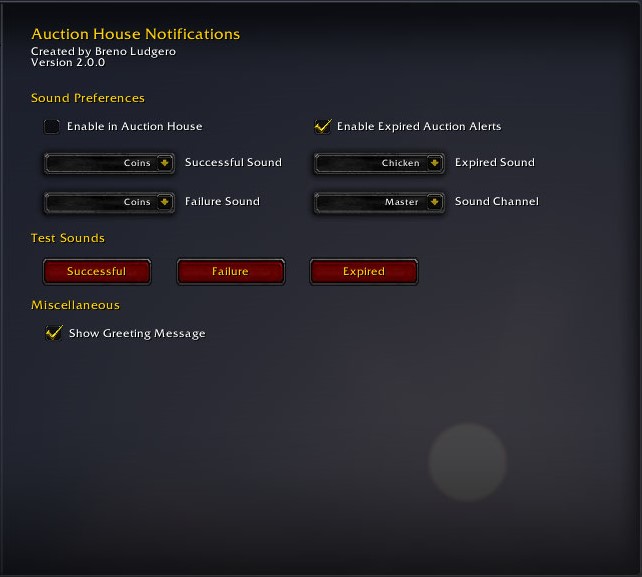 Auction House Notifications
Created by Breno Ludgero
Version 2.0.0
Sound Preferences
Enable in Auction House
Enable Expired Auction Alerts
Coins
Successful Sound
Chicken
Expired Sound
Coins
Failure Sound
Master
Sound Channel
Test Sounds
Successful
Failure
Expired
Miscellaneous
Show Greeting Message